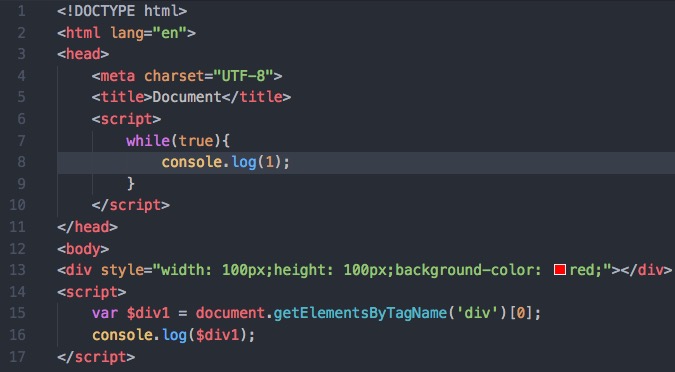 1 <!DOCTYPE html>
2 <html lang="en">
3 <head>
4     <meta charset="UTF-8">
5     <title>Document</title>
6     <script>
7         while(true){
8             console.log(1);
9         }
10     </script>
11 </head>
12 <body>
13 <div style="width: 100px;height: 100px;background-color: red;"></div>
14 <script>
15     var $div1 = document.getElementsByTagName('div')[0];
16     console.log($div1);
17 </script>